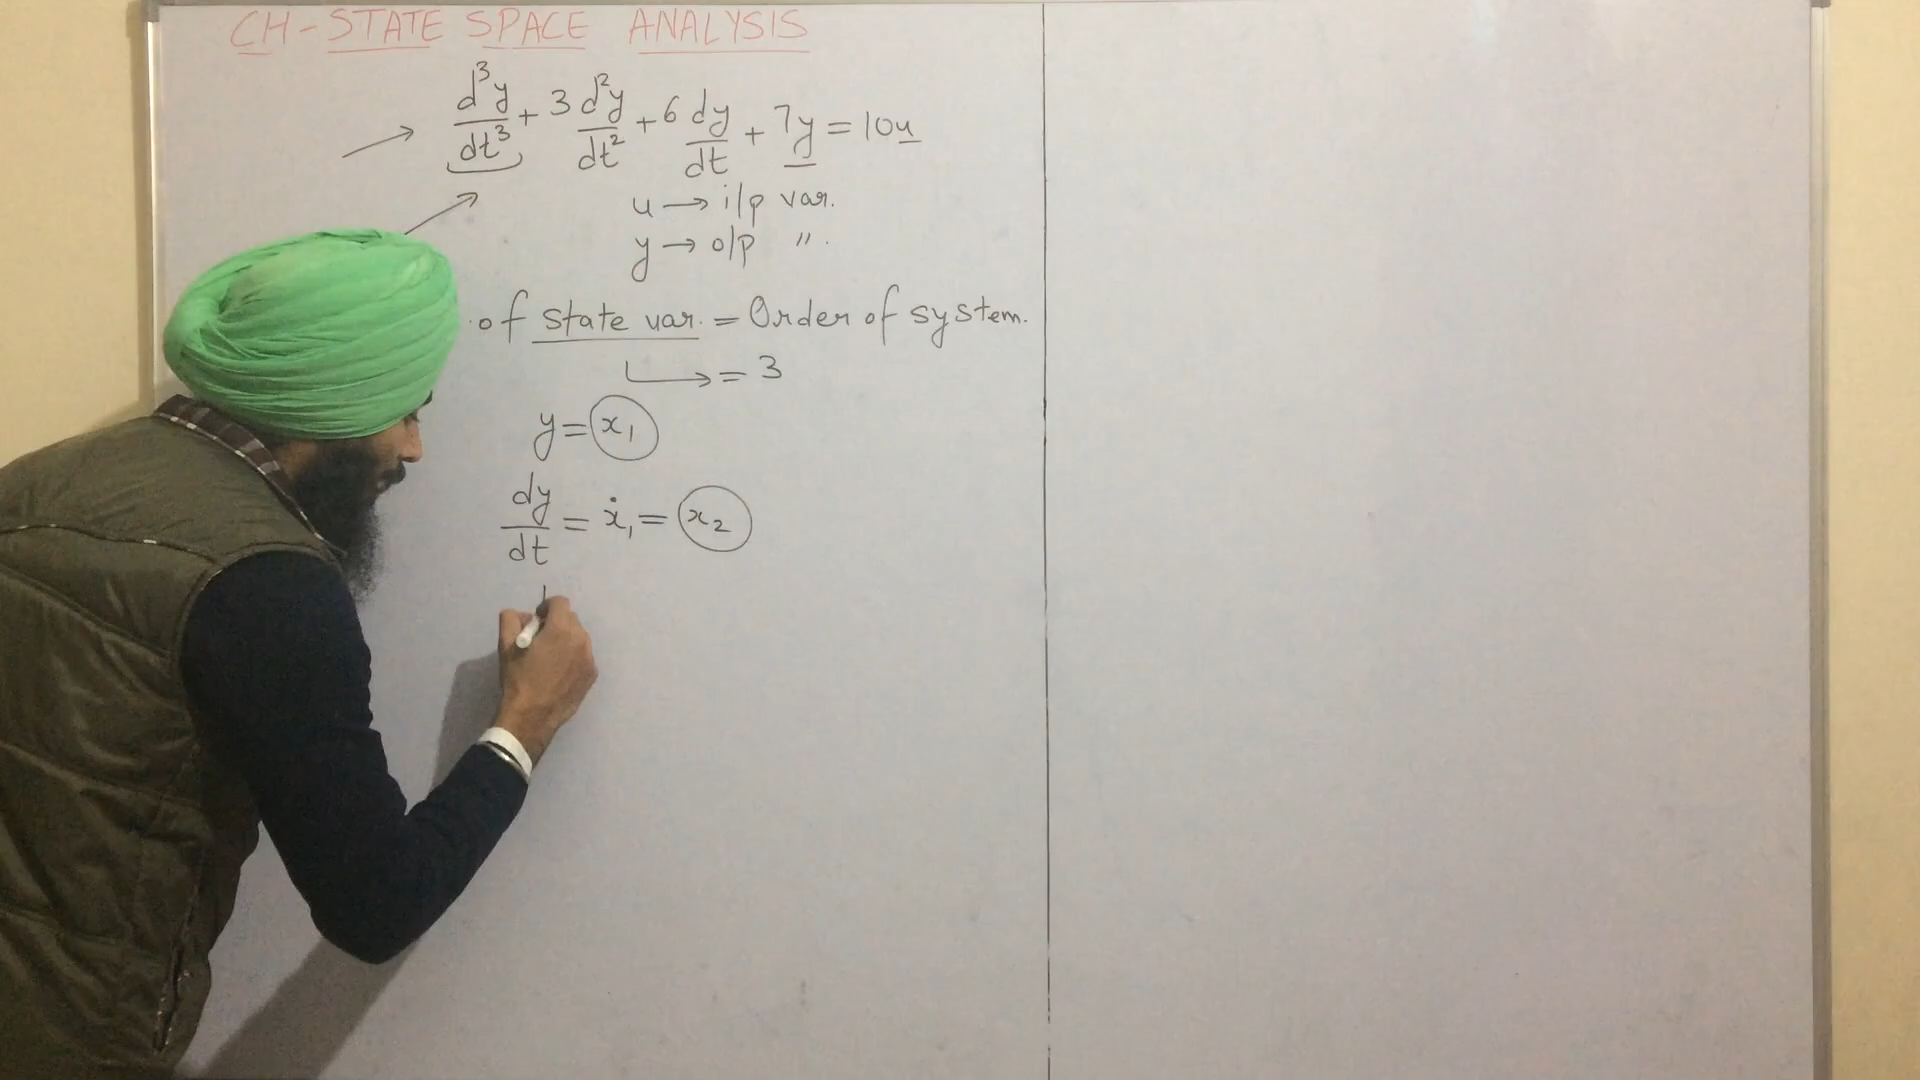 CH-STATE SPACE ANALYSIS
d³y/dt³ + 3 d²y/dt² + 6 dy/dt + 7y = 10u
u → i/p var.
y → o/p ".
. of state var. = Order of system.
= 3
y = x₁
dy/dt = ẋ₁ = x₂